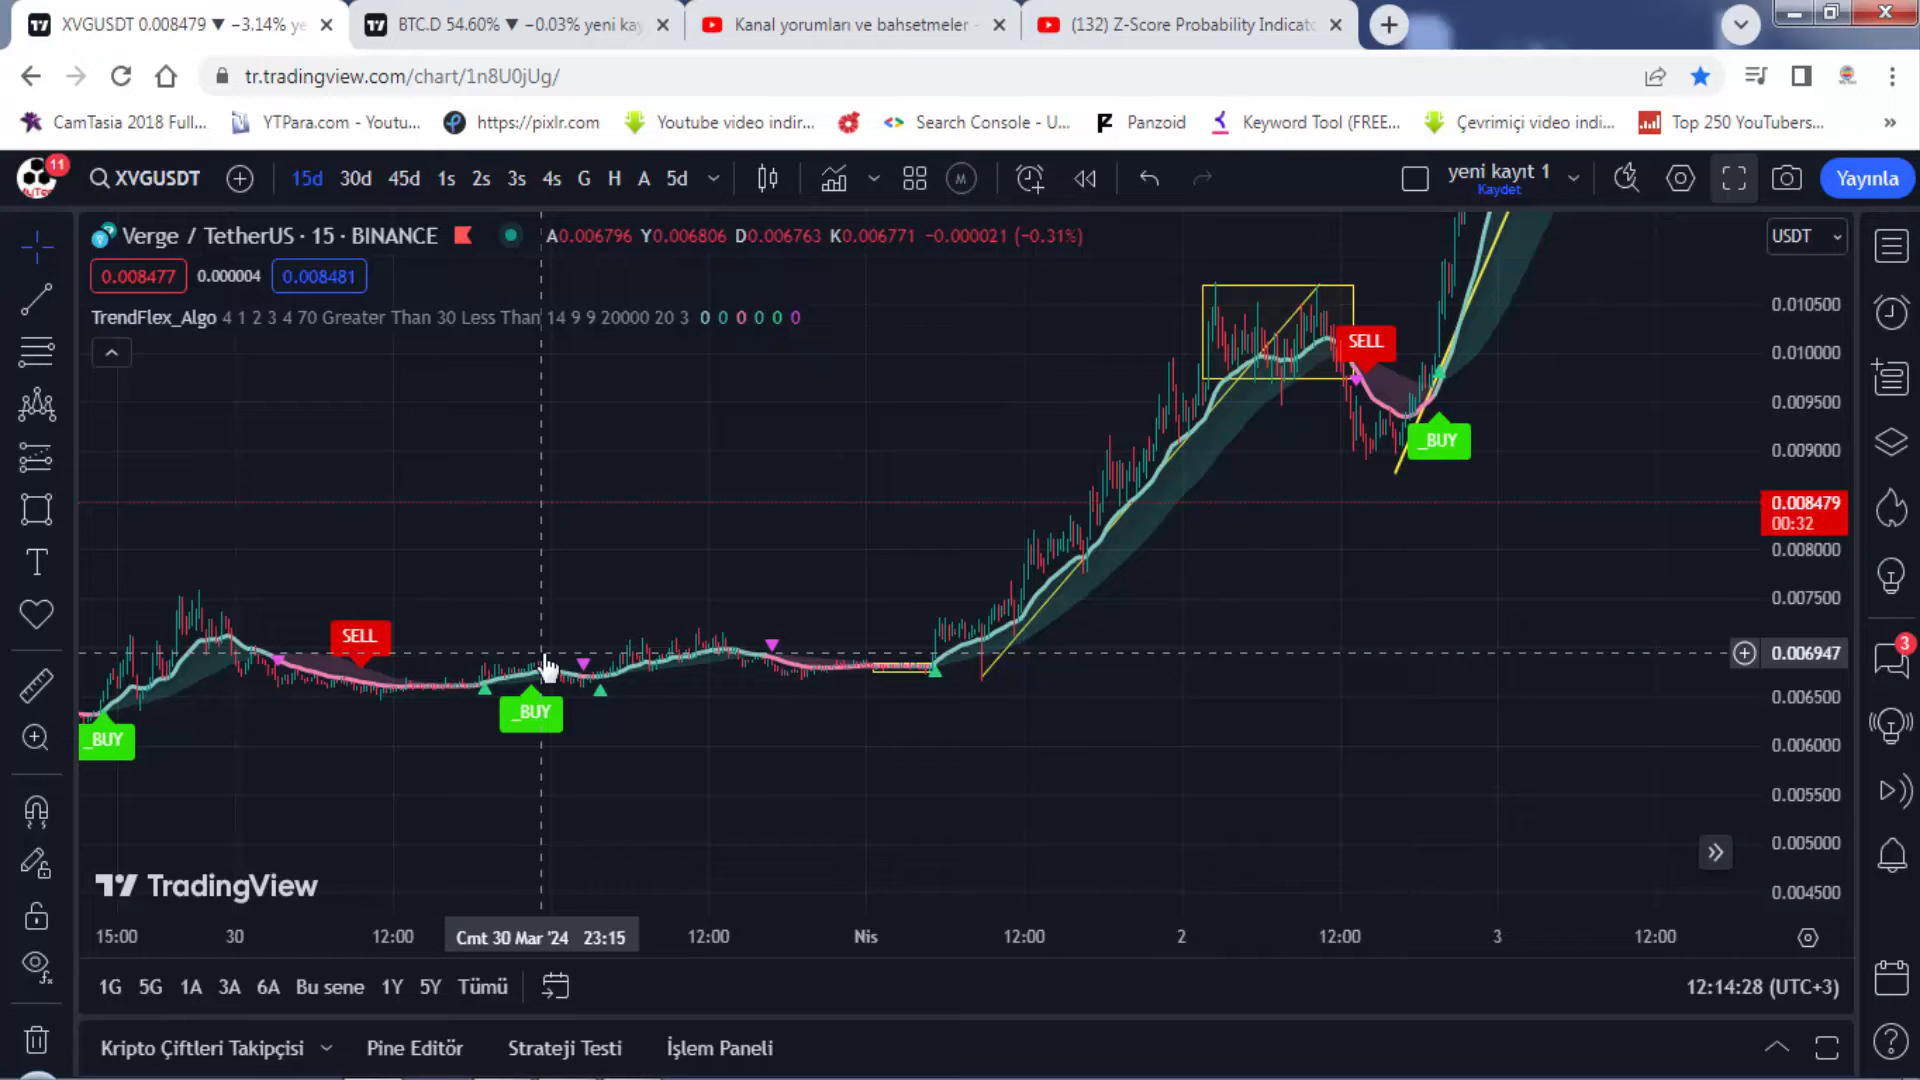 XVGUSDT 0.008479 ▼ −3.14% ye
BTC.D 54.60% ▼ −0.03% yeni kay
Kanal yorumları ve bahsetmeler -
(132) Z-Score Probability Indicato
tr.tradingview.com/chart/1n8U0jUg/
CamTasia 2018 Full...
YTPara.com - Youtu...
https://pixlr.com
Youtube video indir...
Search Console - U...
Panzoid
Keyword Tool (FREE...
Çevrimiçi video indi...
Top 250 YouTubers...
»
11
XVGUSDT
15d 30d 45d 1s 2s 3s 4s G H A 5d
M
yeni kayıt 1
Kaydet
Yayınla
Verge / TetherUS · 15 · BINANCE
A0.006796 Y0.006806 D0.006763 K0.006771 −0.000021 (−0.31%)
USDT
0.008477 0.000004 0.008481
TrendFlex_Algo 4 1 2 3 4 70 Greater Than 30 Less Than 14 9 9 20000 20 3 0 0 0 0 0 0
0.010500
SELL
0.010000
0.009500
_BUY
0.009000
0.008479
00:32
0.008000
0.007500
SELL
0.006947
3
0.006500
_BUY
_BUY
0.006000
0.005500
0.005000
TradingView
0.004500
15:00 30 12:00 Cmt 30 Mar '24 23:15 12:00 Nis 12:00 2 12:00 3 12:00
1G 5G 1A 3A 6A Bu sene 1Y 5Y Tümü
12:14:28 (UTC+3)
Kripto Çiftleri Takipçisi
Pine Editör
Strateji Testi
İşlem Paneli